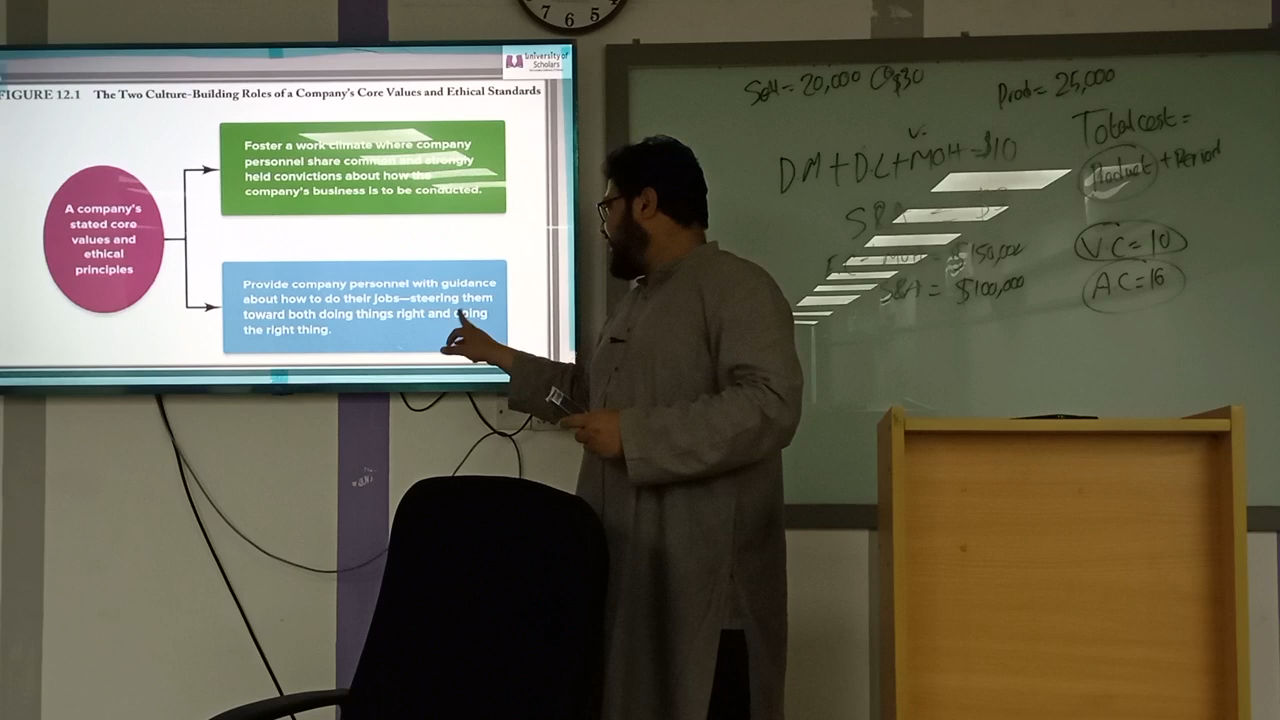 7 6 5
University of
Scholars
FIGURE 12.1 The Two Culture-Building Roles of a Company's Core Values and Ethical Standards
A company's
stated core
values and
ethical
principles
Foster a work climate where company
personnel share common and strongly
held convictions about how the
company's business is to be conducted.
Provide company personnel with guidance
about how to do their jobs—steering them
toward both doing things right and doing
the right thing.
Sell = 20,000 @ $30
Prod = 25,000
V.
DM + DL + MOH = $10
MOH = $150,000
S&A = $100,000
Total cost =
Product + Period
VC = 10
AC = 16